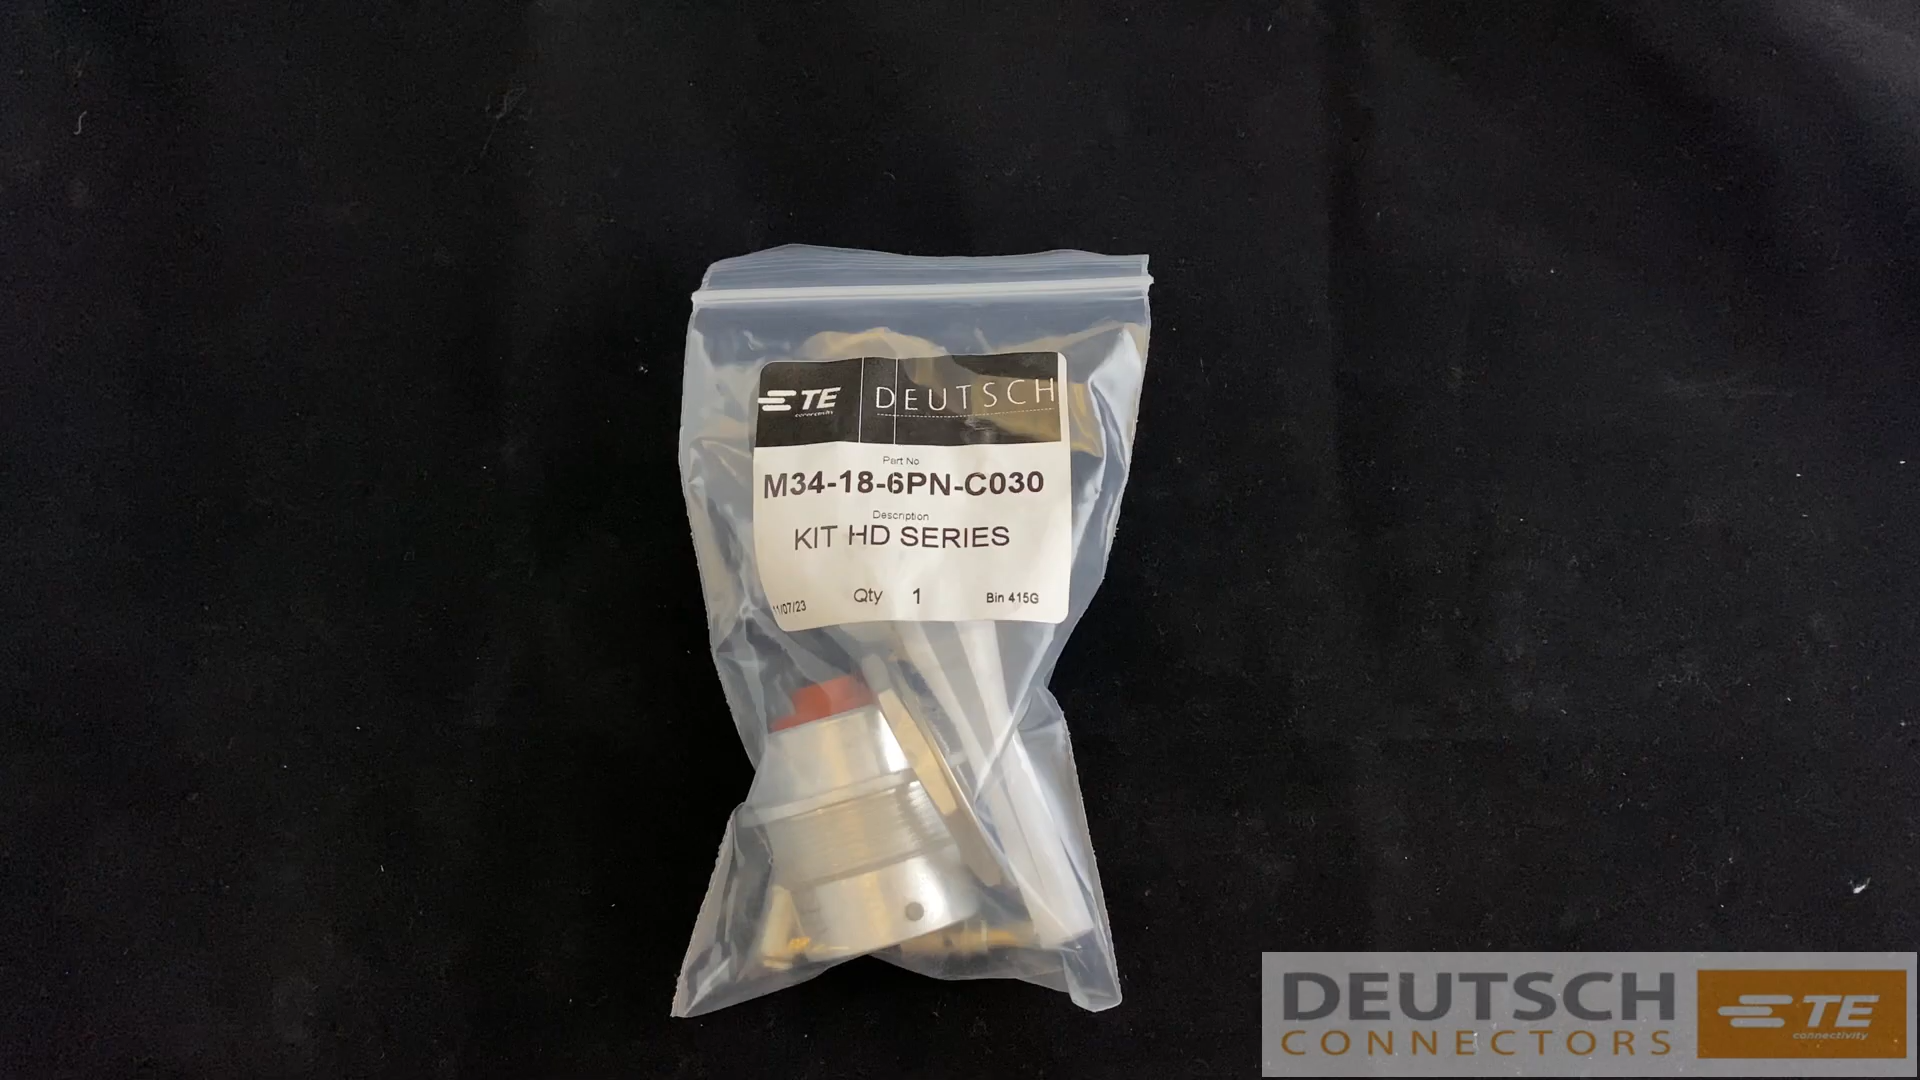 TE DEUTSCH
connectivity
Part No
M34-18-6PN-C030
Description
KIT HD SERIES
11/07/23 Qty 1 Bin 415G
DEUTSCH
CONNECTORS
TE
connectivity